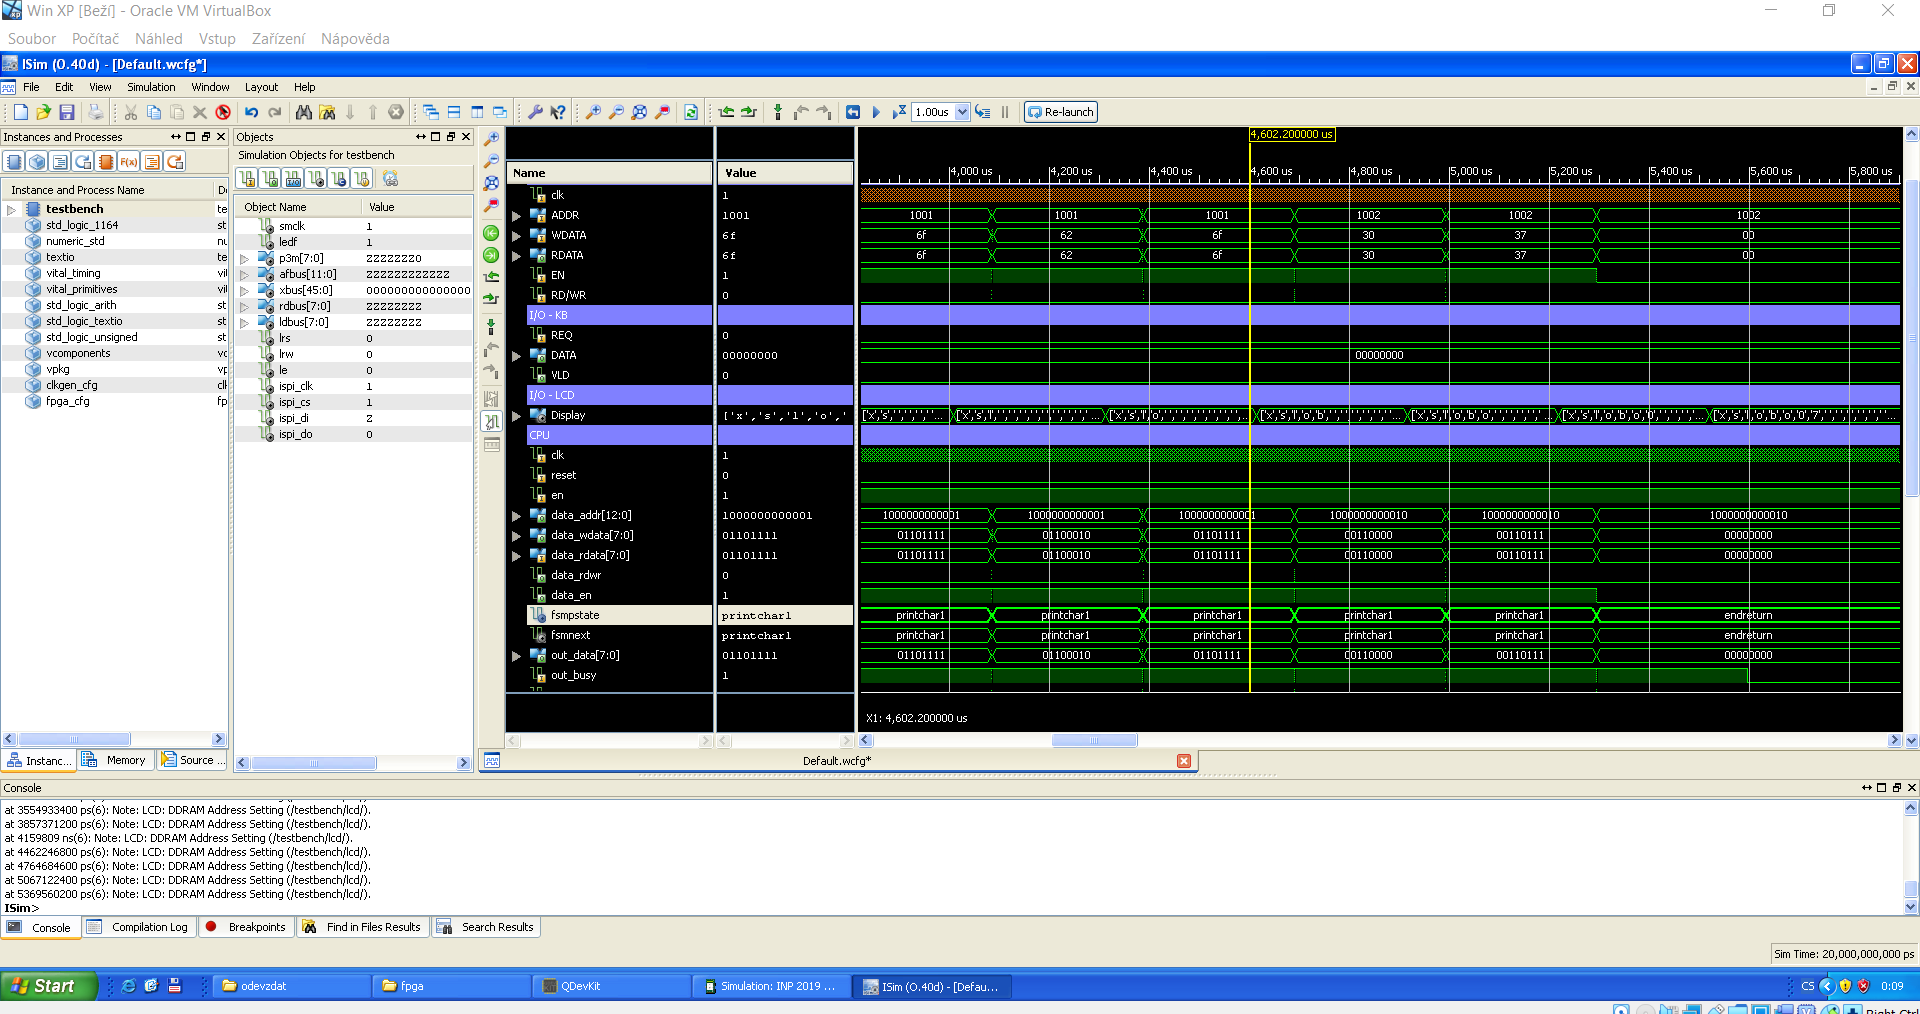 Win XP [Beží] - Oracle VM VirtualBox
Soubor Počítač Náhled Vstup Zařízení Nápověda
ISim (O.40d) - [Default.wcfg*]
File Edit View Simulation Window Layout Help
1.00us Re-launch
Instances and Processes
Instance and Process Name
testbench
std_logic_1164
numeric_std
textio
vital_timing
vital_primitives
std_logic_arith
std_logic_textio
std_logic_unsigned
vcomponents
vpkg
clkgen_cfg
fpga_cfg
Instanc... Memory Source ...
Objects
Simulation Objects for testbench
Object Name Value
smclk 1
ledf 1
p3m[7:0] ZZZZZZZ0
afbus[11:0] ZZZZZZZZZZZZ
xbus[45:0] 0000000000000000
rdbus[7:0] ZZZZZZZZ
ldbus[7:0] ZZZZZZZZ
lrs 0
lrw 0
le 0
ispi_clk 1
ispi_cs 1
ispi_di Z
ispi_do 0
4,602.200000 us
Name Value 4,000 us 4,200 us 4,400 us 4,600 us 4,800 us 5,000 us 5,200 us 5,400 us 5,600 us 5,800 us
clk 1
ADDR 1001 1001 1001 1001 1002 1002 1002
WDATA 6f 6f 62 6f 30 37 00
RDATA 6f 6f 62 6f 30 37 00
EN 1
RD/WR 0
I/O - KB
REQ 0
DATA 00000000 00000000
VLD 0
I/O - LCD
Display ['x','s','l','o','
CPU
clk 1
reset 0
en 1
data_addr[12:0] 1000000000001 1000000000001 1000000000001 1000000000001 1000000000010 1000000000010 1000000000010
data_wdata[7:0] 01101111 01101111 01100010 01101111 00110000 00110111 00000000
data_rdata[7:0] 01101111 01101111 01100010 01101111 00110000 00110111 00000000
data_rdwr 0
data_en 1
fsmpstate printchar1 printchar1 printchar1 printchar1 printchar1 printchar1 endreturn
fsmnext printchar1 printchar1 printchar1 printchar1 printchar1 printchar1 endreturn
out_data[7:0] 01101111 01101111 01100010 01101111 00110000 00110111 00000000
out_busy 1
X1: 4,602.200000 us
Default.wcfg*
Console
at 3554933400 ps(6): Note: LCD: DDRAM Address Setting (/testbench/lcd/).
at 3857371200 ps(6): Note: LCD: DDRAM Address Setting (/testbench/lcd/).
at 4159809 ns(6): Note: LCD: DDRAM Address Setting (/testbench/lcd/).
at 4462246800 ps(6): Note: LCD: DDRAM Address Setting (/testbench/lcd/).
at 4764684600 ps(6): Note: LCD: DDRAM Address Setting (/testbench/lcd/).
at 5067122400 ps(6): Note: LCD: DDRAM Address Setting (/testbench/lcd/).
at 5369560200 ps(6): Note: LCD: DDRAM Address Setting (/testbench/lcd/).
ISim>
Console Compilation Log Breakpoints Find in Files Results Search Results
Sim Time: 20,000,000,000 ps
Start odevzdat fpga QDevKit Simulation: INP 2019 ... ISim (O.40d) - [Defau... CS 0:09
Right Ctrl